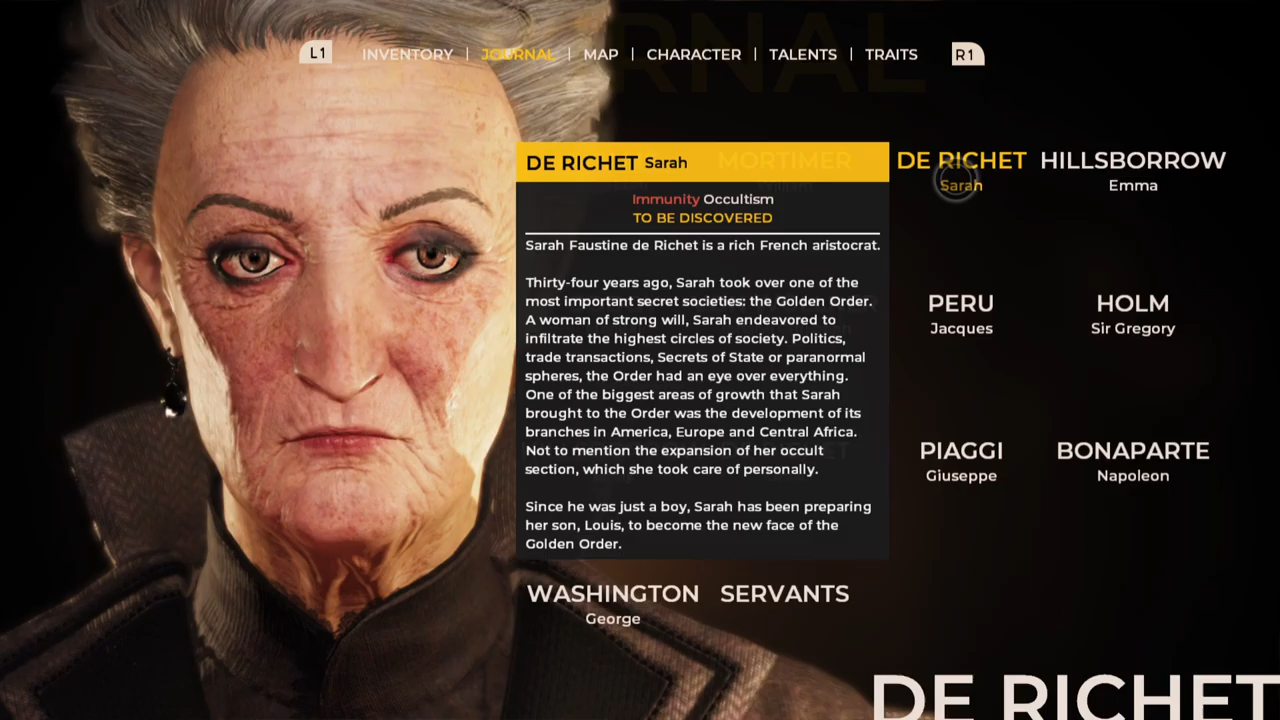 L1 INVENTORY | JOURNAL | MAP | CHARACTER | TALENTS | TRAITS R1
DE RICHET Sarah
MORTIMER
William
DE RICHET
Sarah
HILLSBORROW
Emma
Immunity Occultism
TO BE DISCOVERED
Sarah Faustine de Richet is a rich French aristocrat.
Thirty-four years ago, Sarah took over one of the
most important secret societies: the Golden Order.
A woman of strong will, Sarah endeavored to
infiltrate the highest circles of society. Politics,
trade transactions, Secrets of State or paranormal
spheres, the Order had an eye over everything.
One of the biggest areas of growth that Sarah
brought to the Order was the development of its
branches in America, Europe and Central Africa.
Not to mention the expansion of her occult
section, which she took care of personally.
Since he was just a boy, Sarah has been preparing
her son, Louis, to become the new face of the
Golden Order.
PERU
Jacques
HOLM
Sir Gregory
PIAGGI
Giuseppe
BONAPARTE
Napoleon
WASHINGTON
George
SERVANTS
DE RICHET